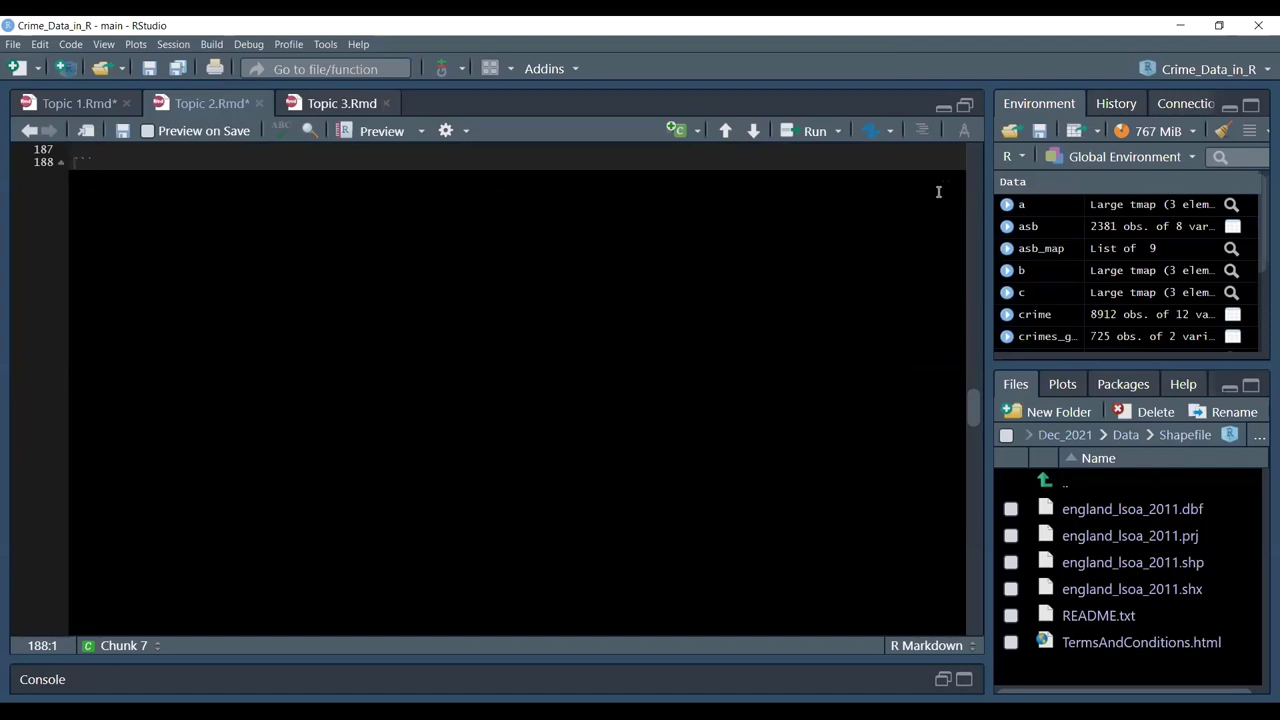 Crime_Data_in_R - main - RStudio
File Edit Code View Plots Session Build Debug Profile Tools Help
Go to file/function Addins Crime_Data_in_R
Topic 1.Rmd* Topic 2.Rmd* Topic 3.Rmd
Preview on Save ABC Preview Run
187
188 ```
188:1 Chunk 7 R Markdown
Console
Environment History Connectio
767 MiB
R Global Environment
Data
a Large tmap (3 elem…
asb 2381 obs. of 8 var…
asb_map List of 9
b Large tmap (3 elem…
c Large tmap (3 elem…
crime 8912 obs. of 12 va…
crimes_g… 725 obs. of 2 vari…
Files Plots Packages Help
New Folder Delete Rename
Dec_2021 Data Shapefile ...
Name
..
england_lsoa_2011.dbf
england_lsoa_2011.prj
england_lsoa_2011.shp
england_lsoa_2011.shx
README.txt
TermsAndConditions.html